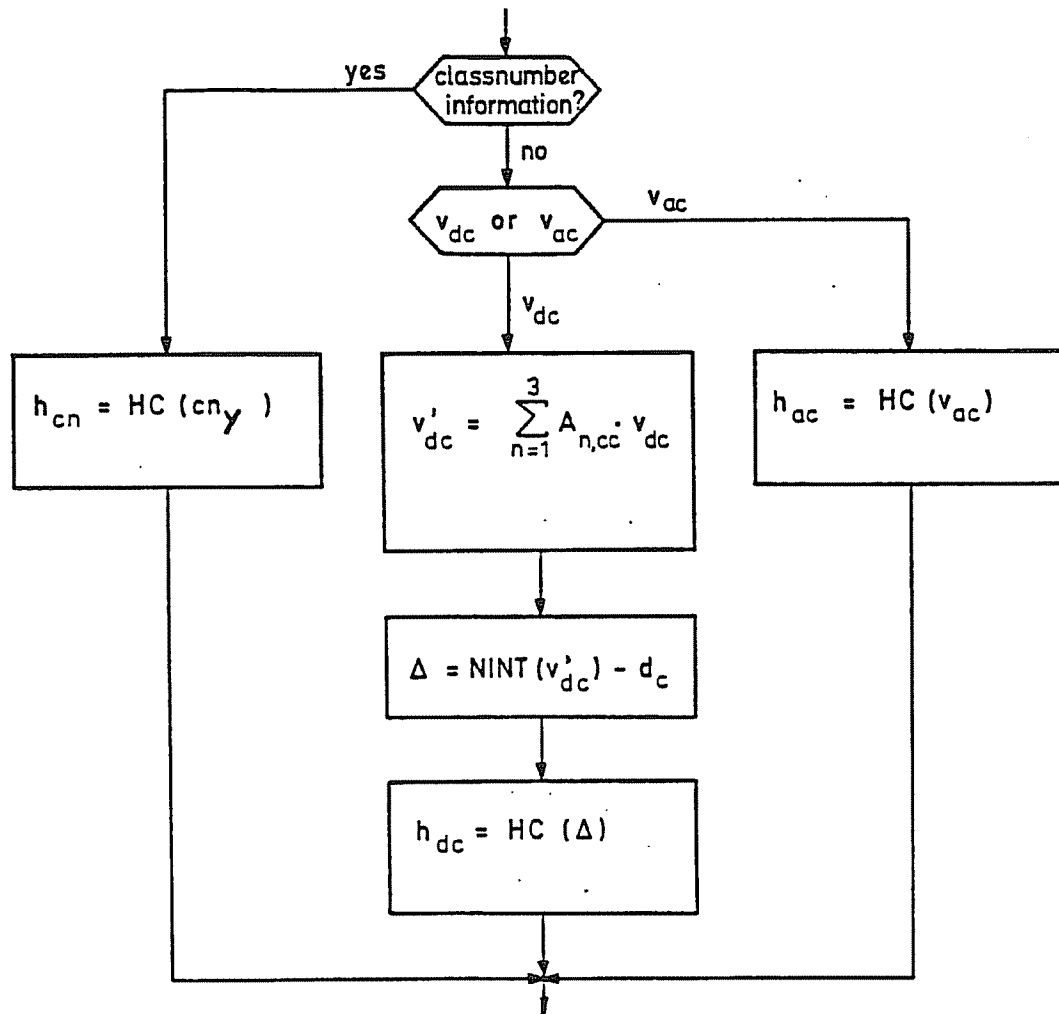 yes
classnumber
information?
no
v_dc or v_ac
v_ac
v_dc
h_cn = HC (cn_y )
v'_dc = \sum_{n=1}^{3} A_{n,cc} · v_dc
h_ac = HC (v_ac)
Δ = NINT (v'_dc) - d_c
h_dc = HC (Δ)